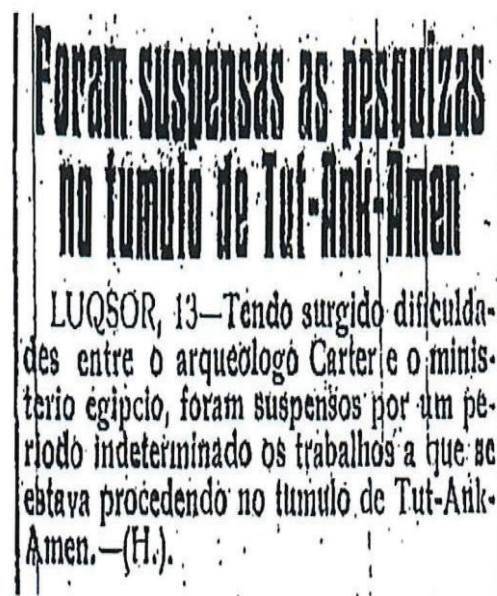 Foram suspensas as pesquizas
no tumulo de Tut-Ank-Amen
LUQSOR, 13—Tendo surgido dificulda-
des entre o arqueologo Carter e o minis-
terio egipcio, foram suspensos por um pe-
riodo indeterminado os trabalhos a que se
estava procedendo no tumulo de Tut-Ank-
Amen.—(H.).